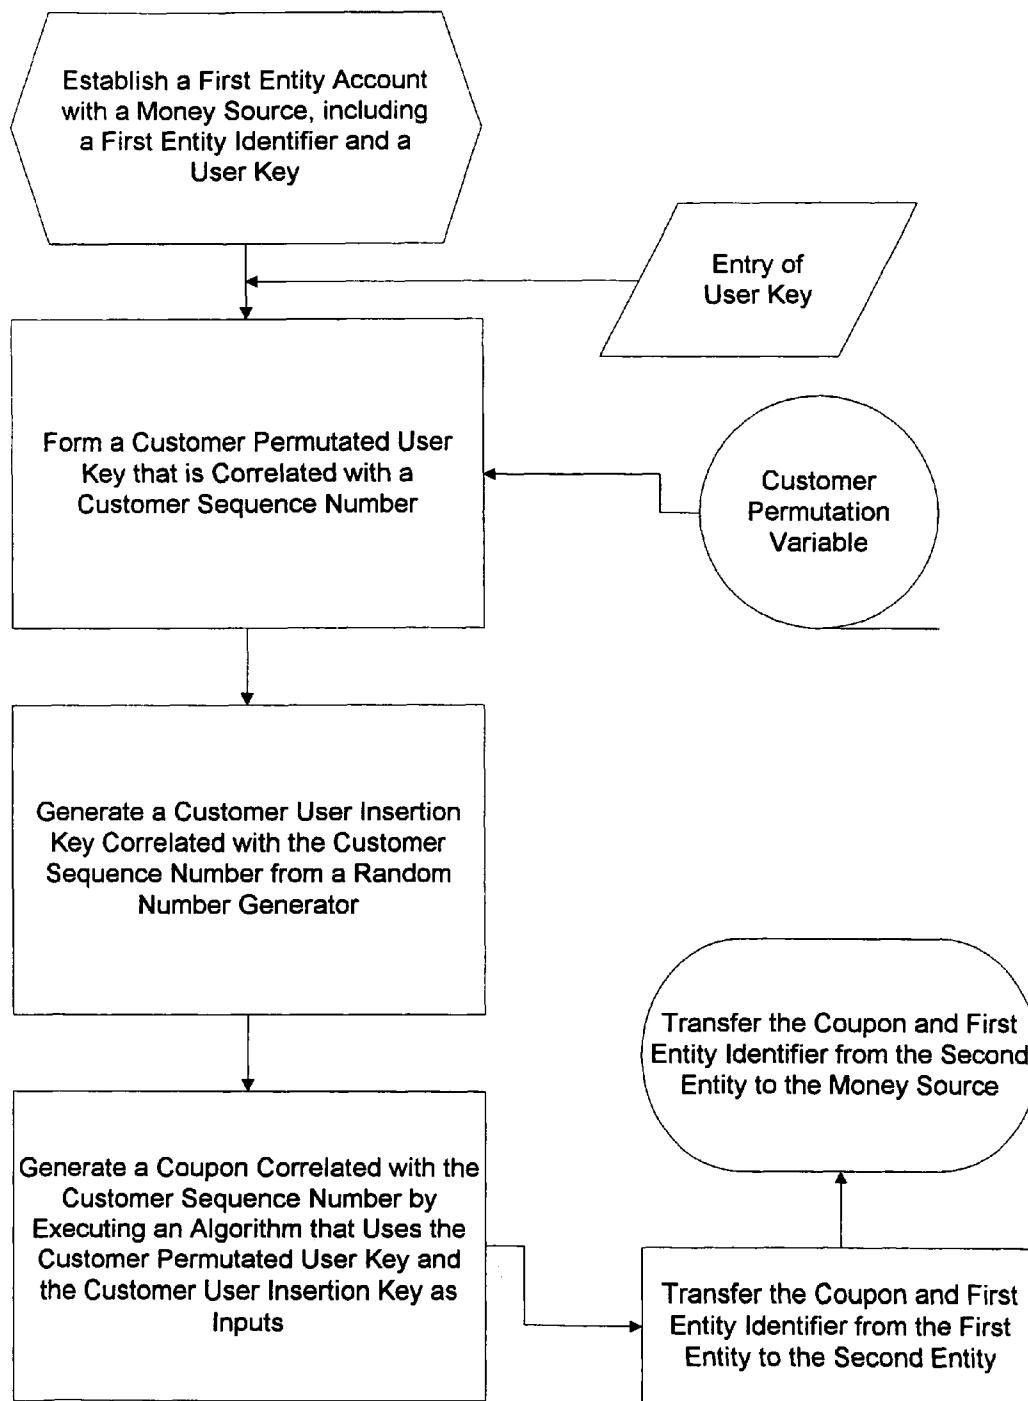 Establish a First Entity Account
with a Money Source, including
a First Entity Identifier and a
User Key
Entry of
User Key
Form a Customer Permutated User
Key that is Correlated with a
Customer Sequence Number
Customer
Permutation
Variable
Generate a Customer User Insertion
Key Correlated with the Customer
Sequence Number from a Random
Number Generator
Generate a Coupon Correlated with the
Customer Sequence Number by
Executing an Algorithm that Uses the
Customer Permutated User Key and
the Customer User Insertion Key as
Inputs
Transfer the Coupon and First
Entity Identifier from the First
Entity to the Second Entity
Transfer the Coupon and First
Entity Identifier from the Second
Entity to the Money Source